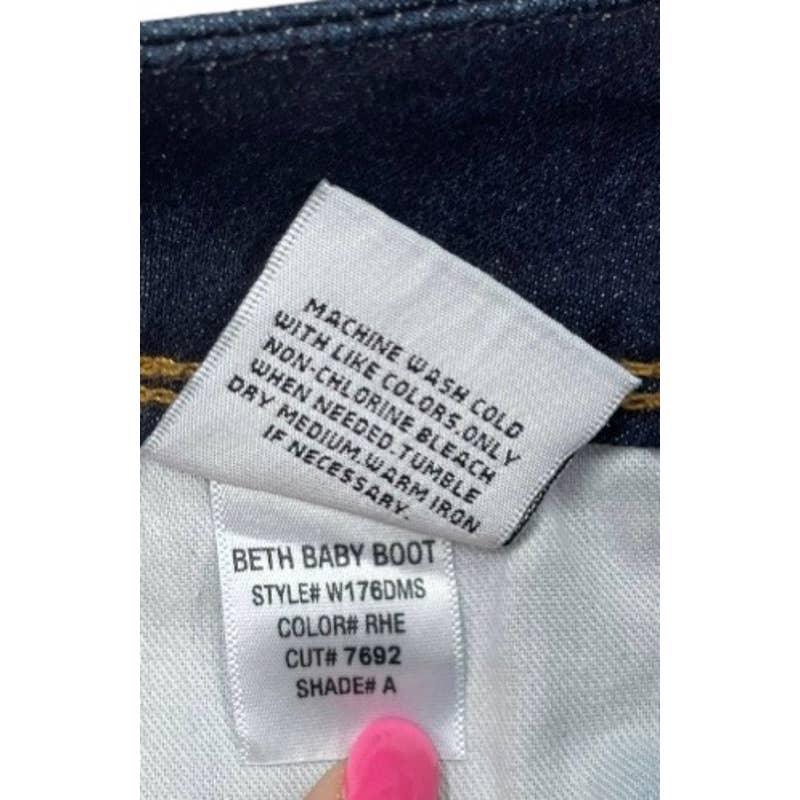 MACHINE WASH COLD
WITH LIKE COLORS.ONLY
NON-CHLORINE BLEACH
WHEN NEEDED.TUMBLE
DRY MEDIUM.WARM IRON
IF NECESSARY.
BETH BABY BOOT
STYLE# W176DMS
COLOR# RHE
CUT# 7692
SHADE# A